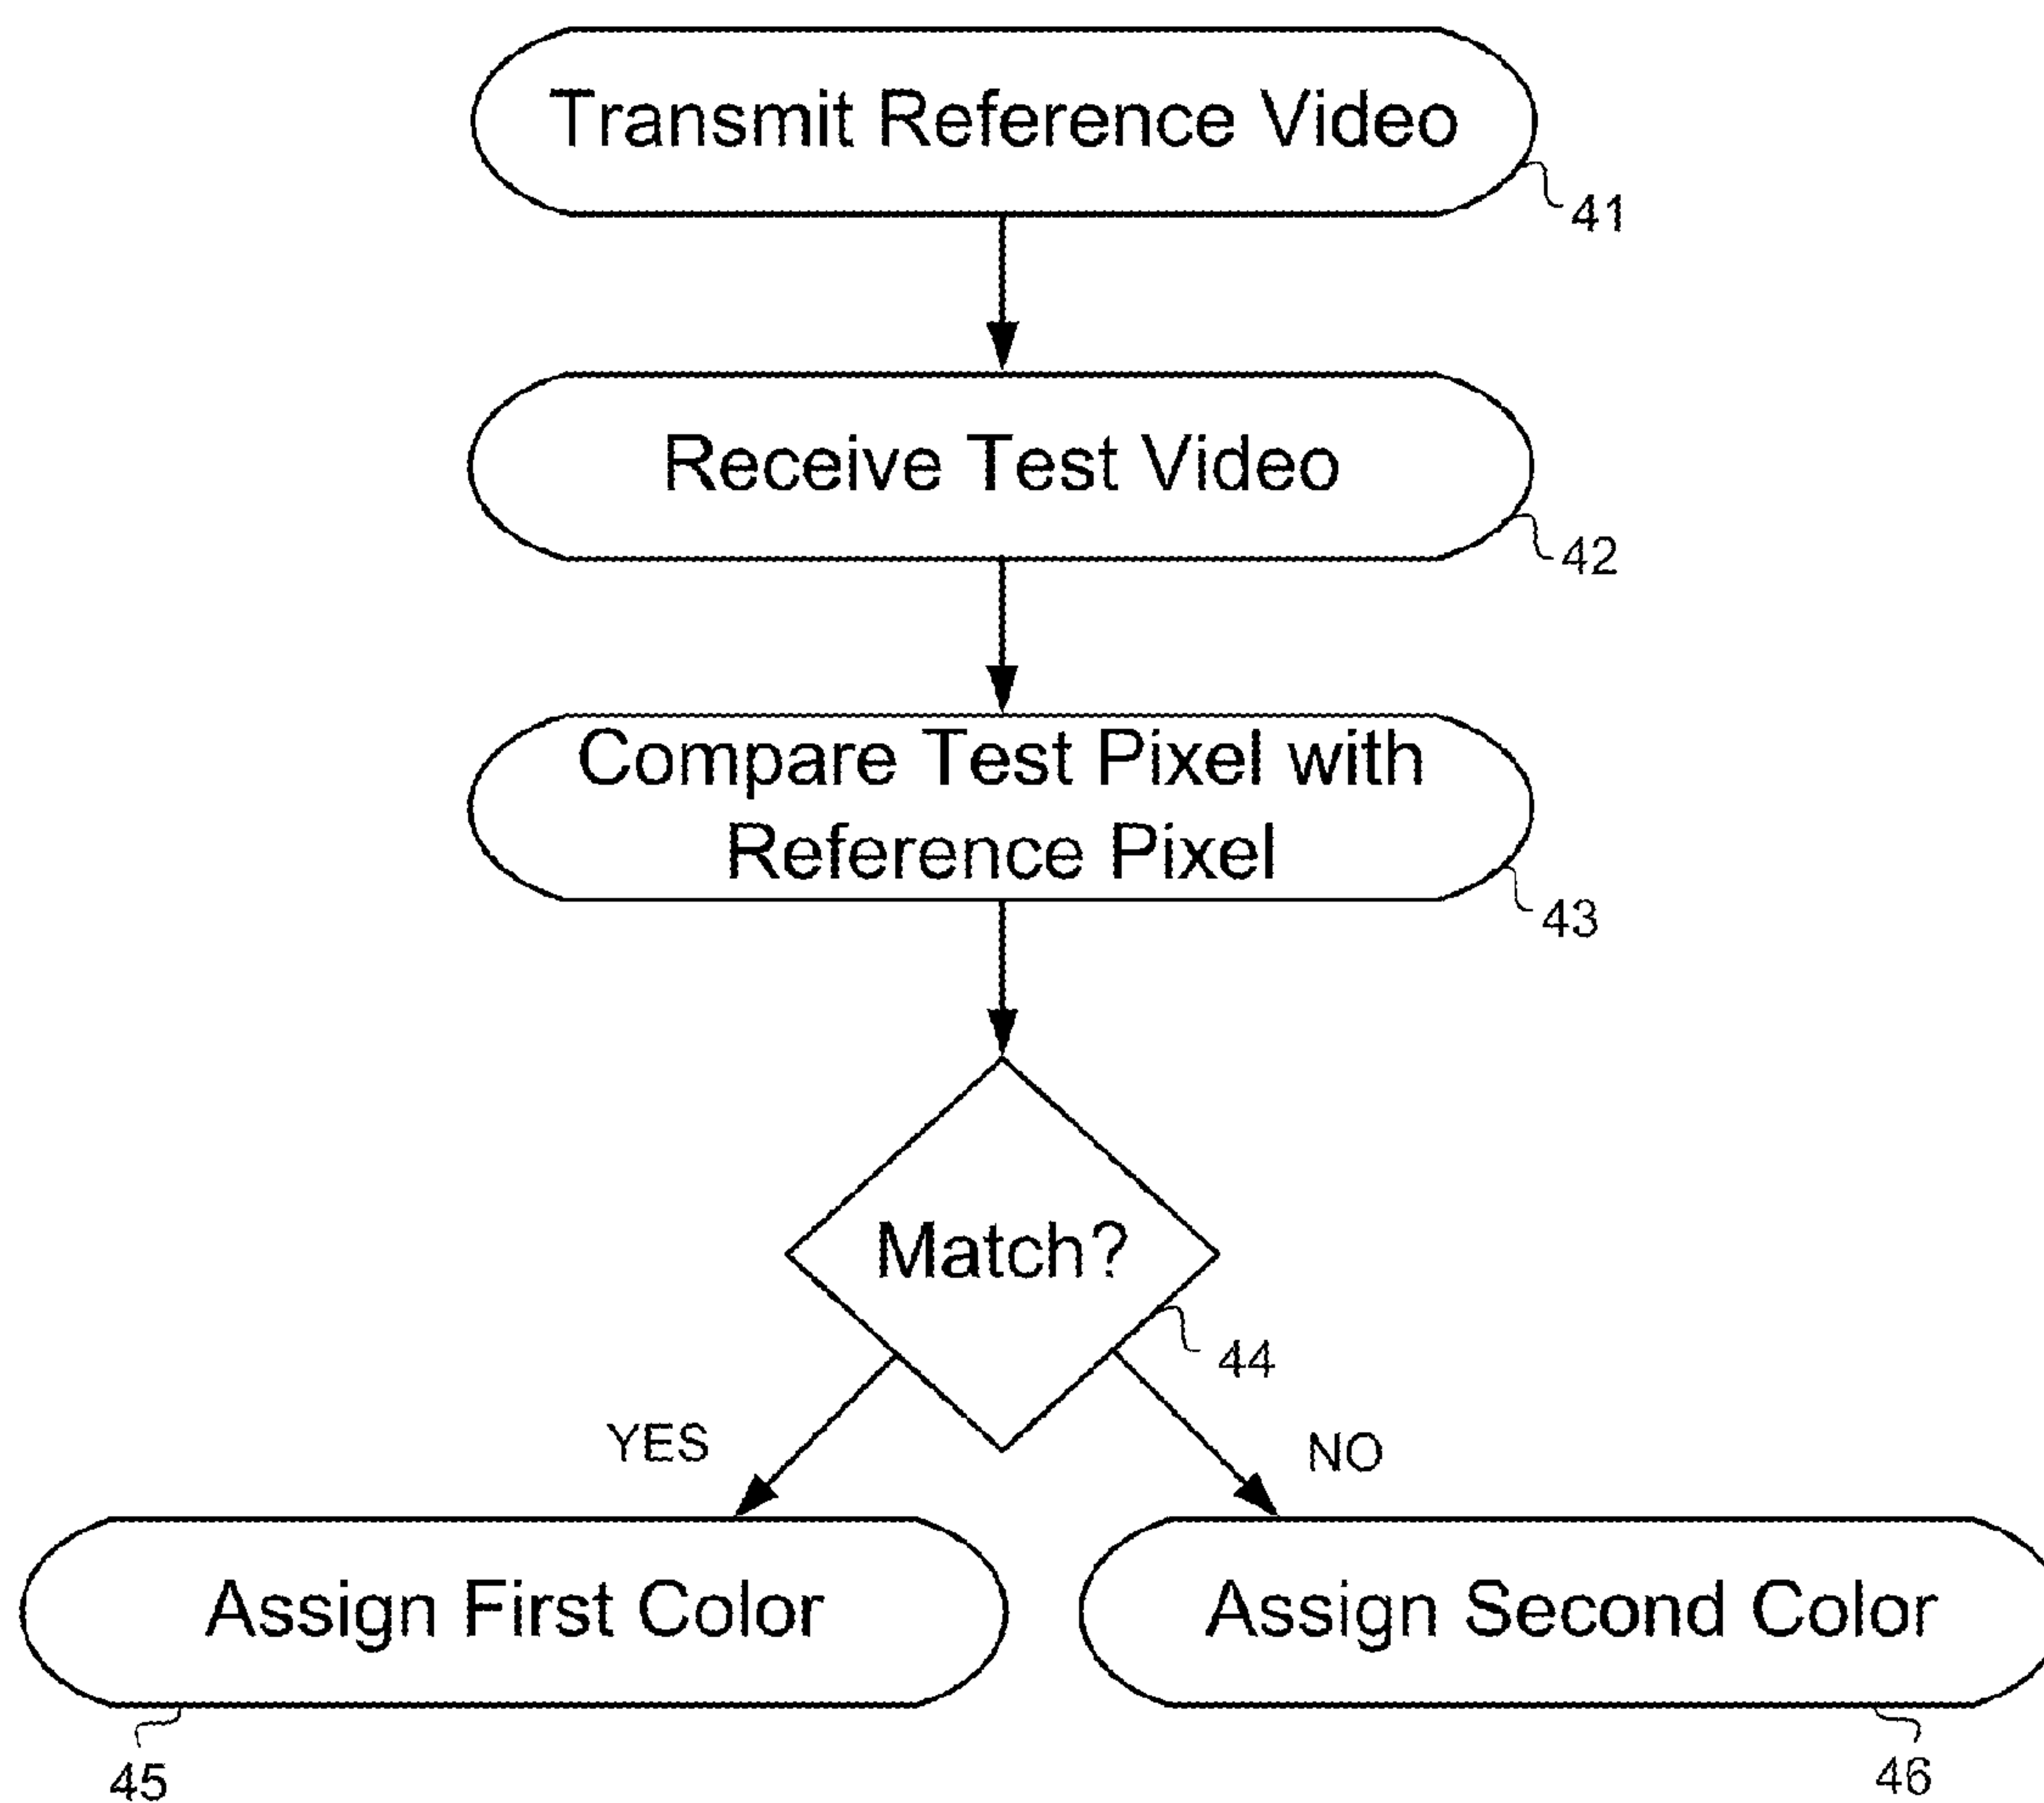 Transmit Reference Video
41
Receive Test Video
42
Compare Test Pixel with
Reference Pixel
43
Match?
44
YES
NO
Assign First Color
Assign Second Color
45
46